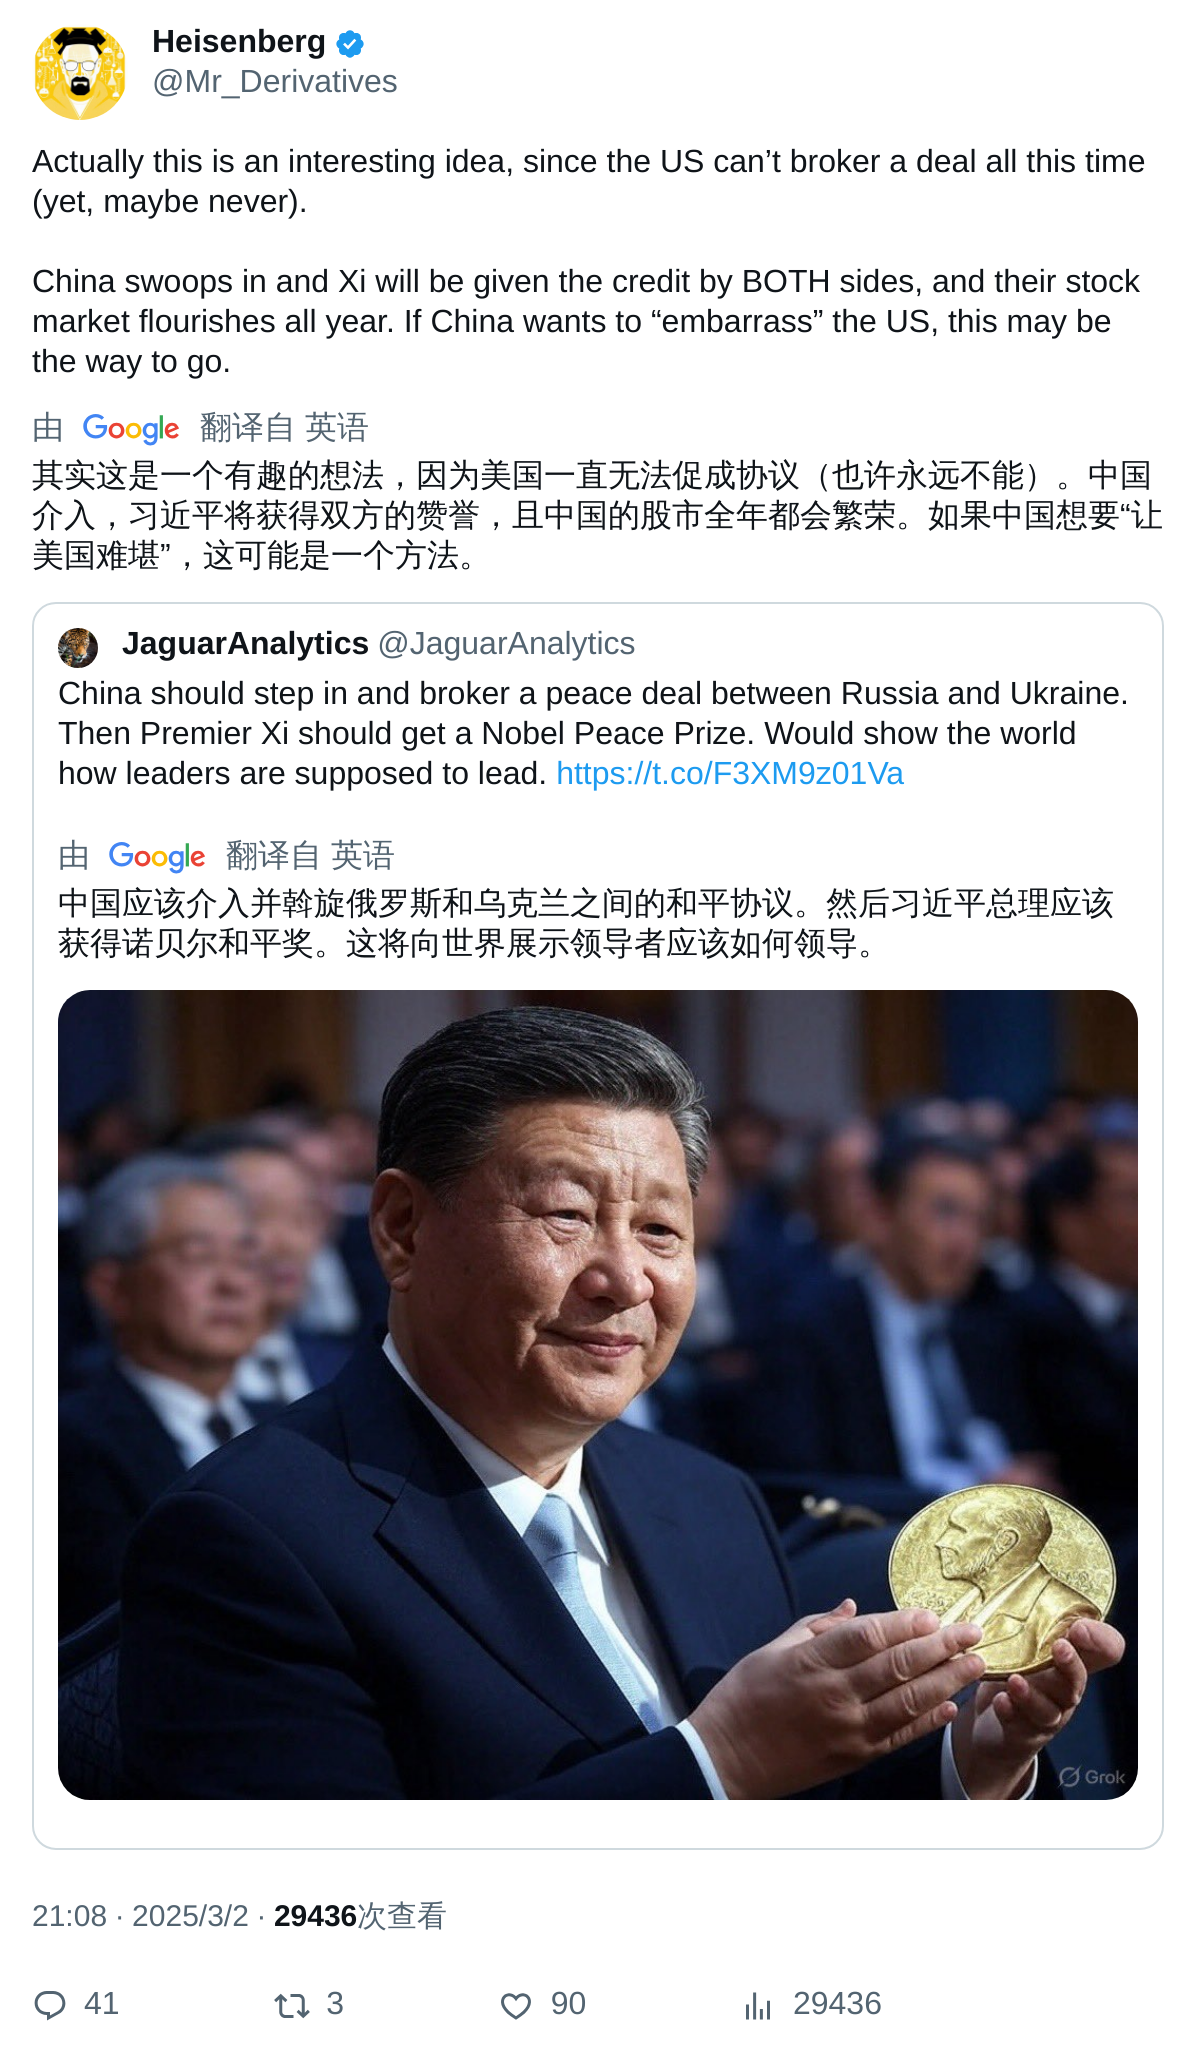 Heisenberg
@Mr_Derivatives
Actually this is an interesting idea, since the US can’t broker a deal all this time
(yet, maybe never).
China swoops in and Xi will be given the credit by BOTH sides, and their stock
market flourishes all year. If China wants to “embarrass” the US, this may be
the way to go.
由 Google 翻译自 英语
其实这是一个有趣的想法，因为美国一直无法促成协议（也许永远不能）。中国
介入，习近平将获得双方的赞誉，且中国的股市全年都会繁荣。如果中国想要“让
美国难堪”，这可能是一个方法。
JaguarAnalytics @JaguarAnalytics
China should step in and broker a peace deal between Russia and Ukraine.
Then Premier Xi should get a Nobel Peace Prize. Would show the world
how leaders are supposed to lead. https://t.co/F3XM9z01Va
由 Google 翻译自 英语
中国应该介入并斡旋俄罗斯和乌克兰之间的和平协议。然后习近平总理应该
获得诺贝尔和平奖。这将向世界展示领导者应该如何领导。
Grok
21:08 · 2025/3/2 · 29436次查看
41 3 90 29436